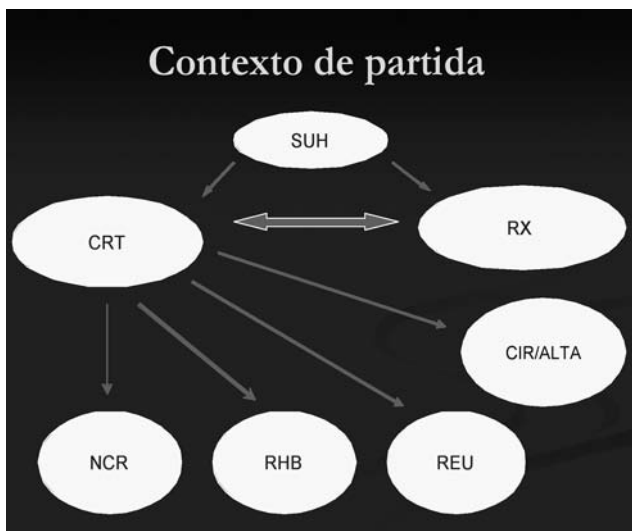 Contexto de partida
SUH
CRT
RX
CIR/ALTA
NCR
RHB
REU